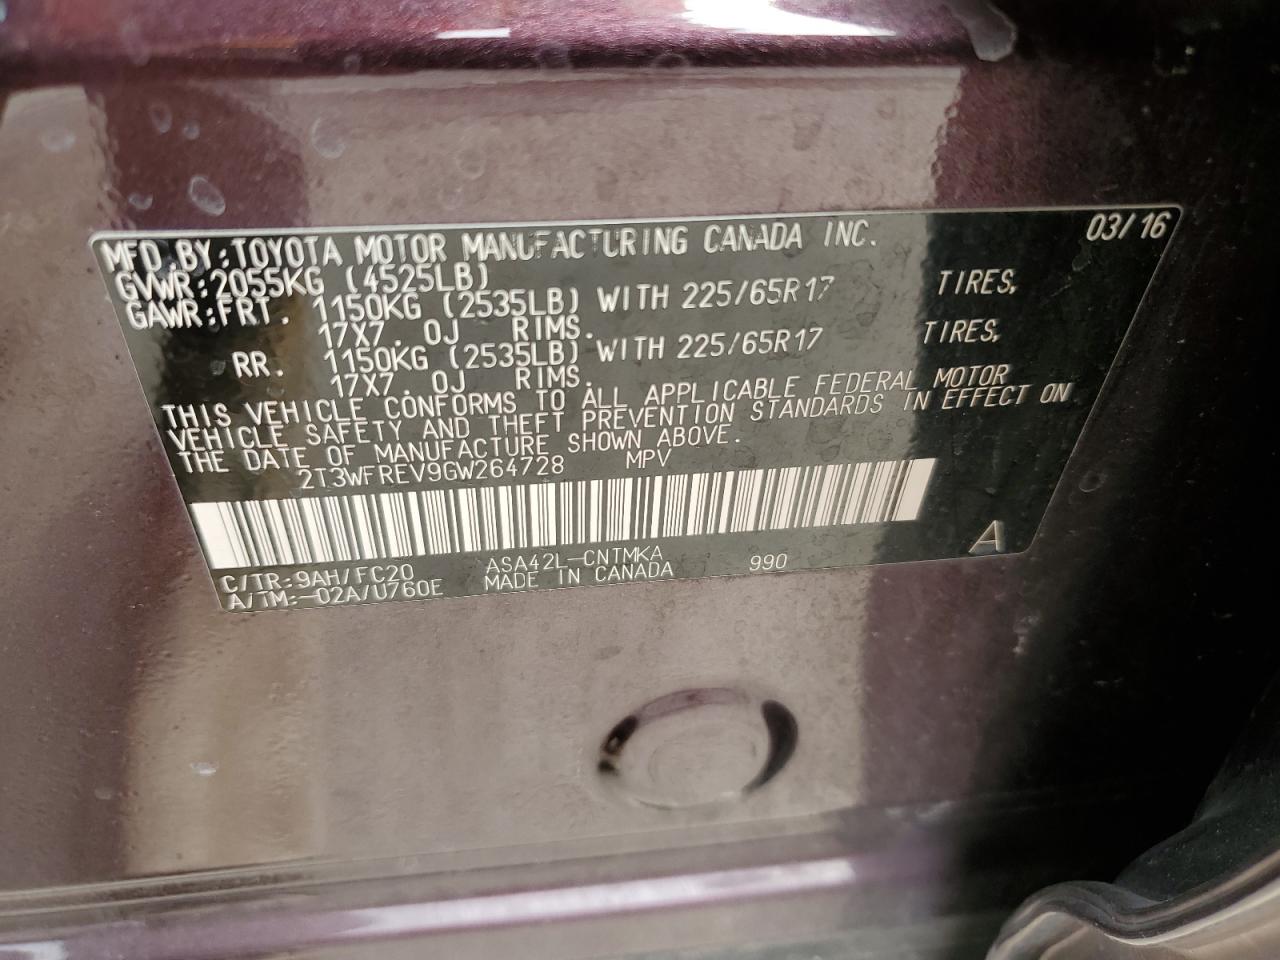 MFD BY:TOYOTA MOTOR MANUFACTURING CANADA INC. 03/16
GVWR:2055KG (4525LB)
GAWR:FRT. 1150KG (2535LB) WITH 225/65R17 TIRES,
17X7.0J RIMS.
RR. 1150KG (2535LB) WITH 225/65R17 TIRES,
17X7.0J RIMS.
THIS VEHICLE CONFORMS TO ALL APPLICABLE FEDERAL MOTOR
VEHICLE SAFETY AND THEFT PREVENTION STANDARDS IN EFFECT ON
THE DATE OF MANUFACTURE SHOWN ABOVE.
2T3WFREV9GW264728 MPV
A
C/TR:9AH/FC20 ASA42L-CNTMKA 990
A/TM:-02A/U760E MADE IN CANADA